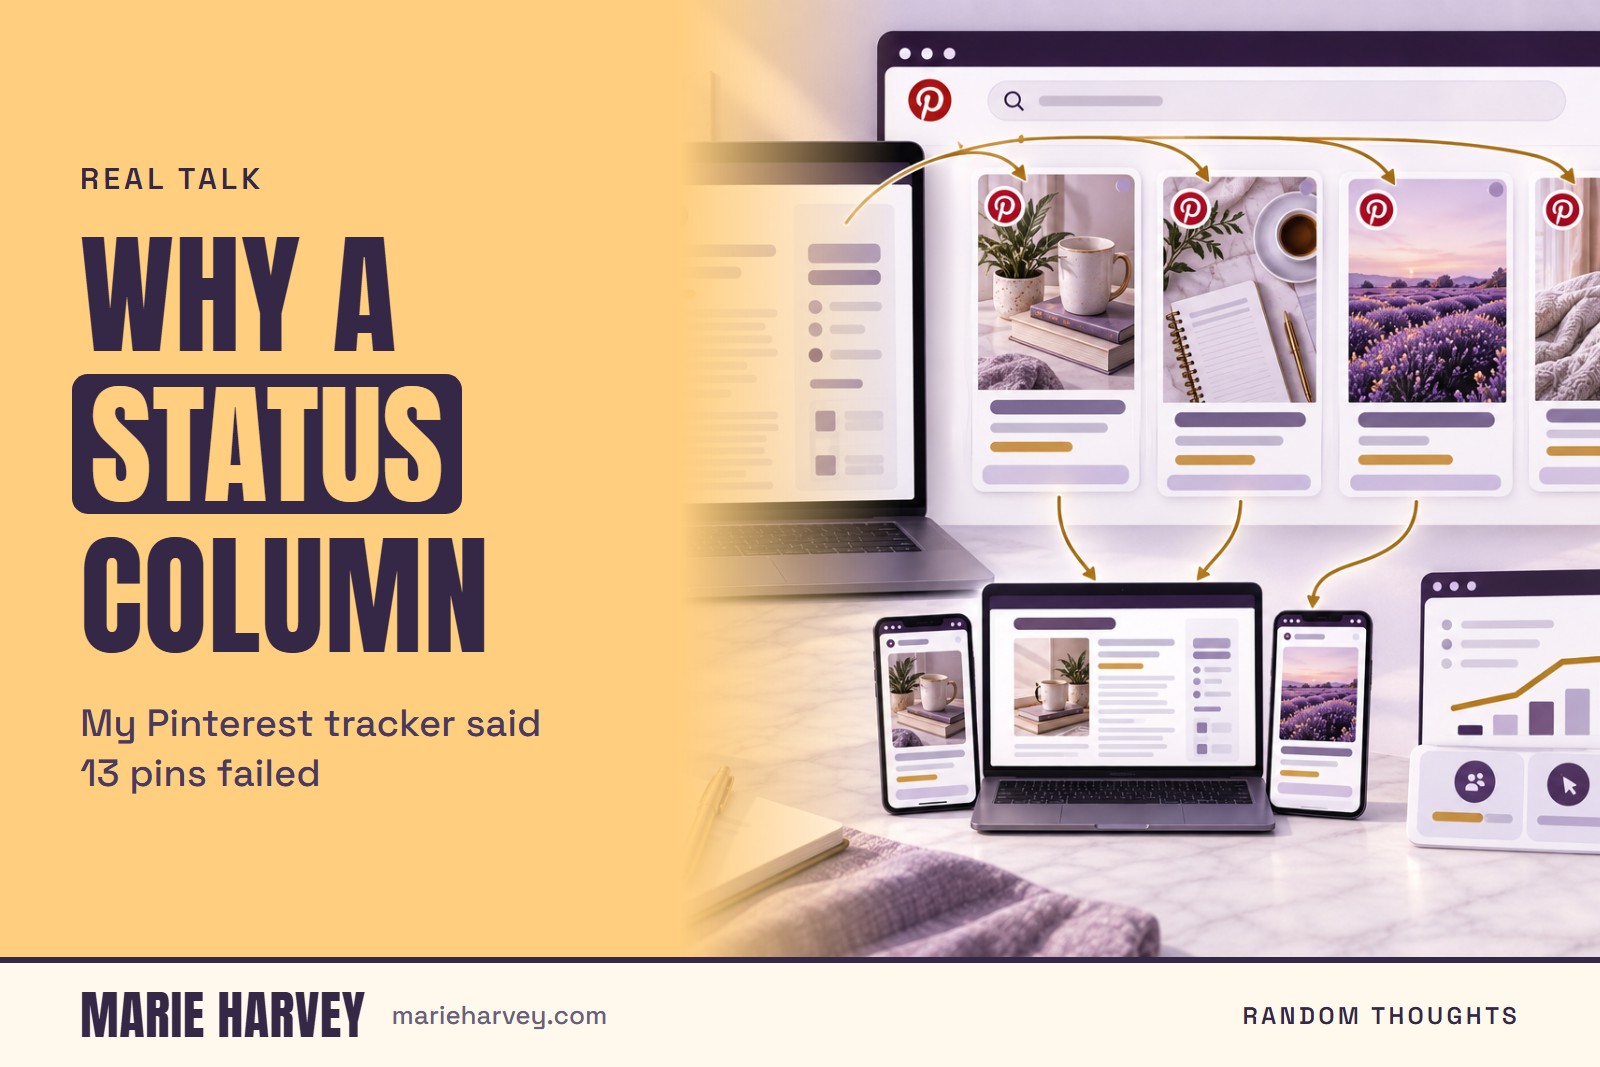 REAL TALK
WHY A
STATUS
COLUMN
My Pinterest tracker said
13 pins failed
MARIE HARVEY
marieharvey.com
RANDOM THOUGHTS